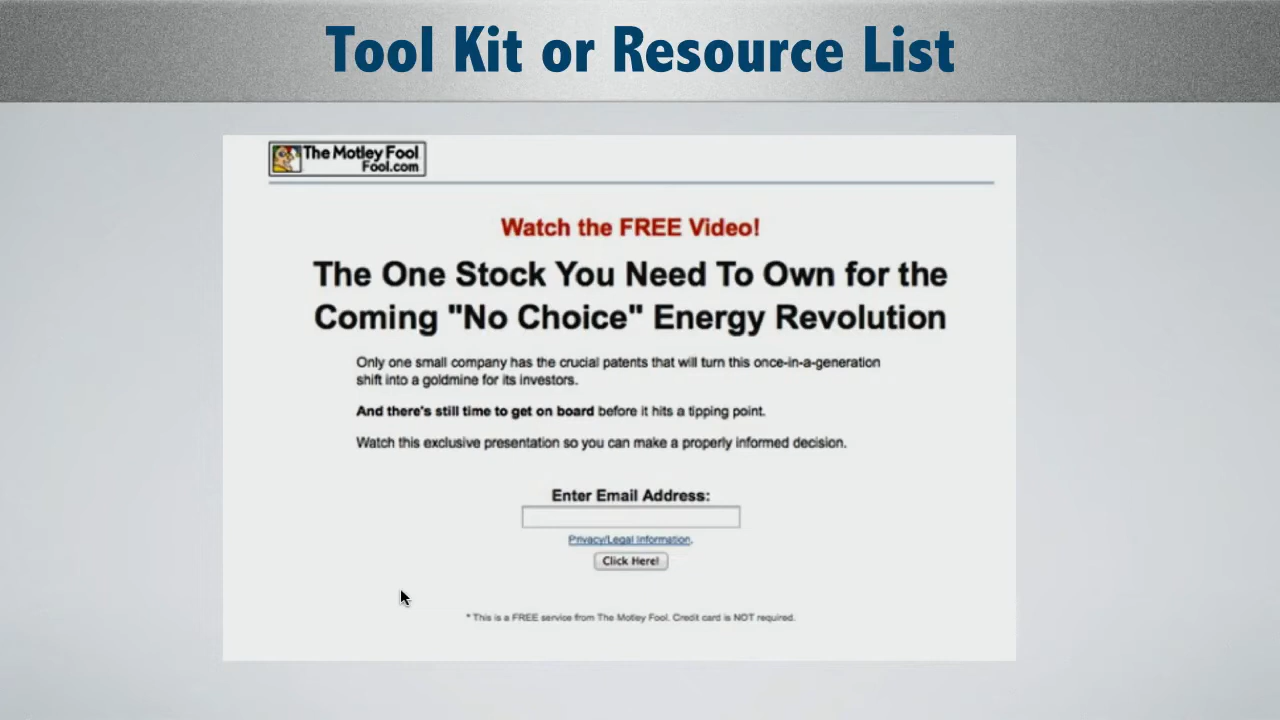 Tool Kit or Resource List
The Motley Fool
Fool.com
Watch the FREE Video!
The One Stock You Need To Own for the
Coming "No Choice" Energy Revolution
Only one small company has the crucial patents that will turn this once-in-a-generation
shift into a goldmine for its investors.
And there's still time to get on board before it hits a tipping point.
Watch this exclusive presentation so you can make a properly informed decision.
Enter Email Address:
Privacy/Legal Information.
Click Here!
* This is a FREE service from The Motley Fool. Credit card is NOT required.